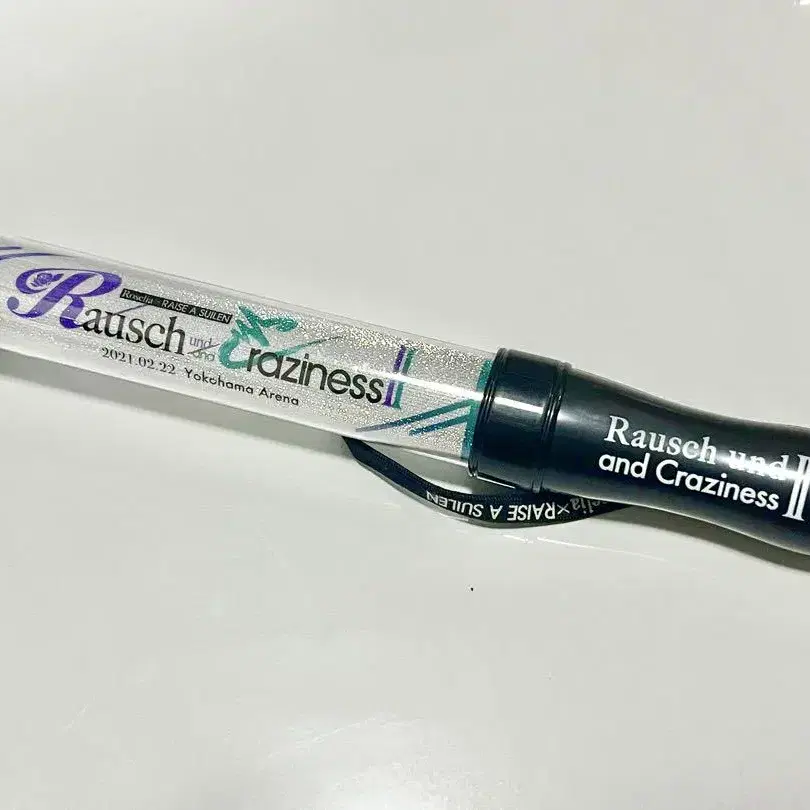 Roselia×RAISE A SUILEN
Rausch und
and Craziness II
2021.02.22 Yokohama Arena
Rausch und
and Craziness II
elia×RAISE A SUILEN